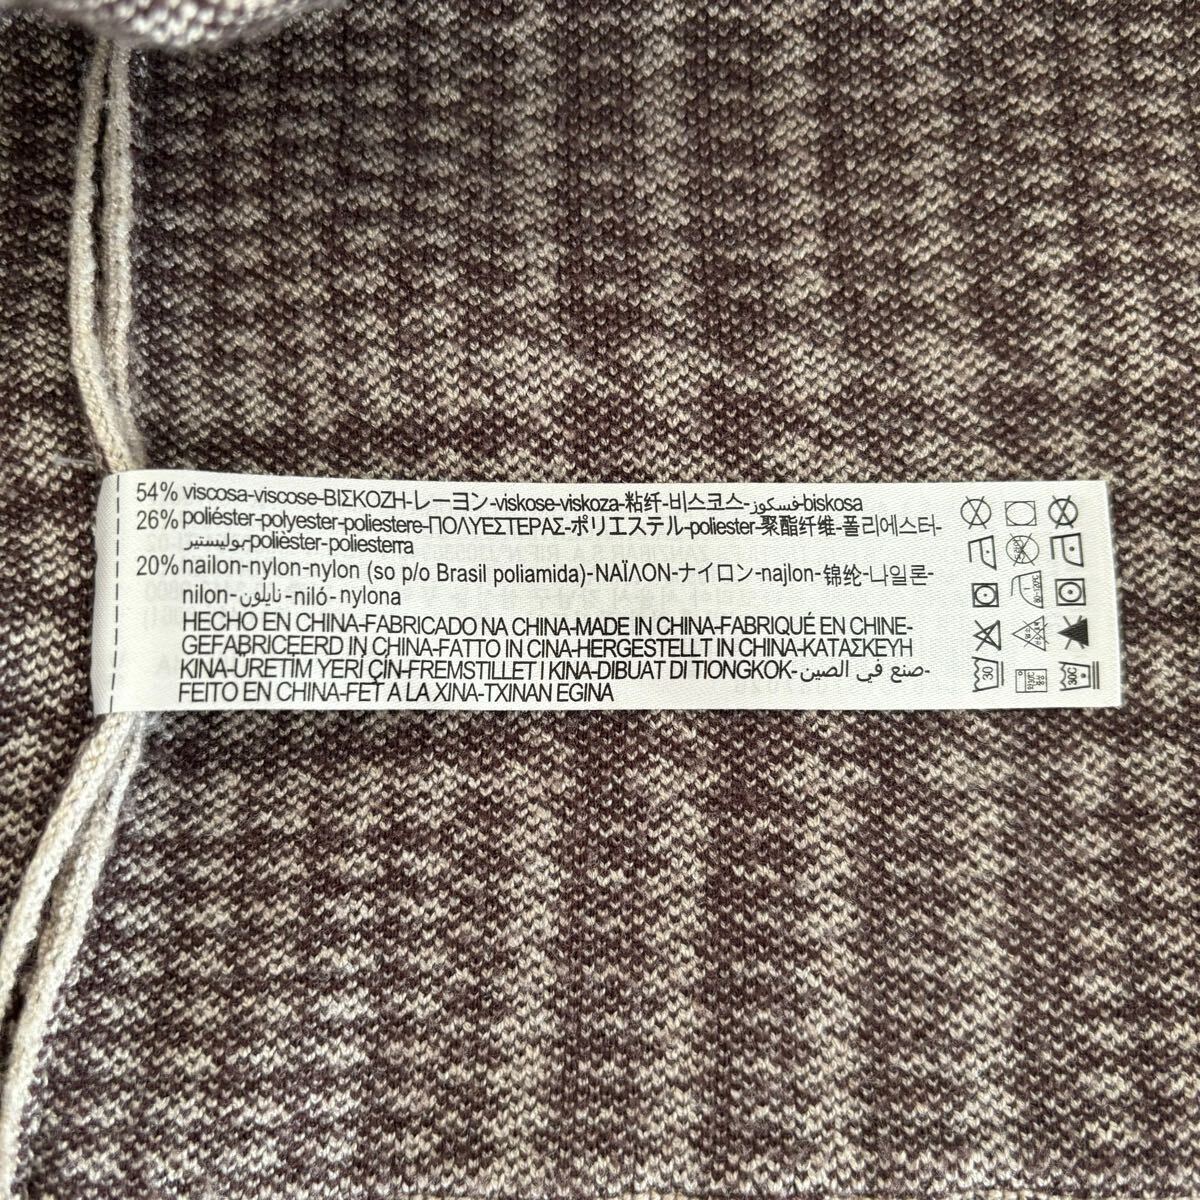 54% viscosa-viscose-ΒΙΣΚΟΖΗ-レーヨン-viskose-viskoza-粘纤-비스코스-فسكوز-biskosa
26% poliéster-polyester-poliestere-ΠΟΛΥΕΣΤΕΡΑΣ-ポリエステル-poliester-聚酯纤维-폴리에스터-
بوليستير-polièster-poliesterra
20% nailon-nylon-nylon (so p/o Brasil poliamida)-ΝΑΪΛΟΝ-ナイロン-najlon-锦纶-나일론-
nilon-نايلون-niló-nylona
HECHO EN CHINA-FABRICADO NA CHINA-MADE IN CHINA-FABRIQUÉ EN CHINE-
GEFABRICEERD IN CHINA-FATTO IN CINA-HERGESTELLT IN CHINA-ΚΑΤΑΣΚΕΥΗ
ΚΙΝΑ-ÜRETİM YERİ ÇİN-FREMSTILLET I KINA-DIBUAT DI TIONGKOK-صنع في الصين-
FEITO EN CHINA-FET A LA XINA-TXINAN EGINA
30
30C